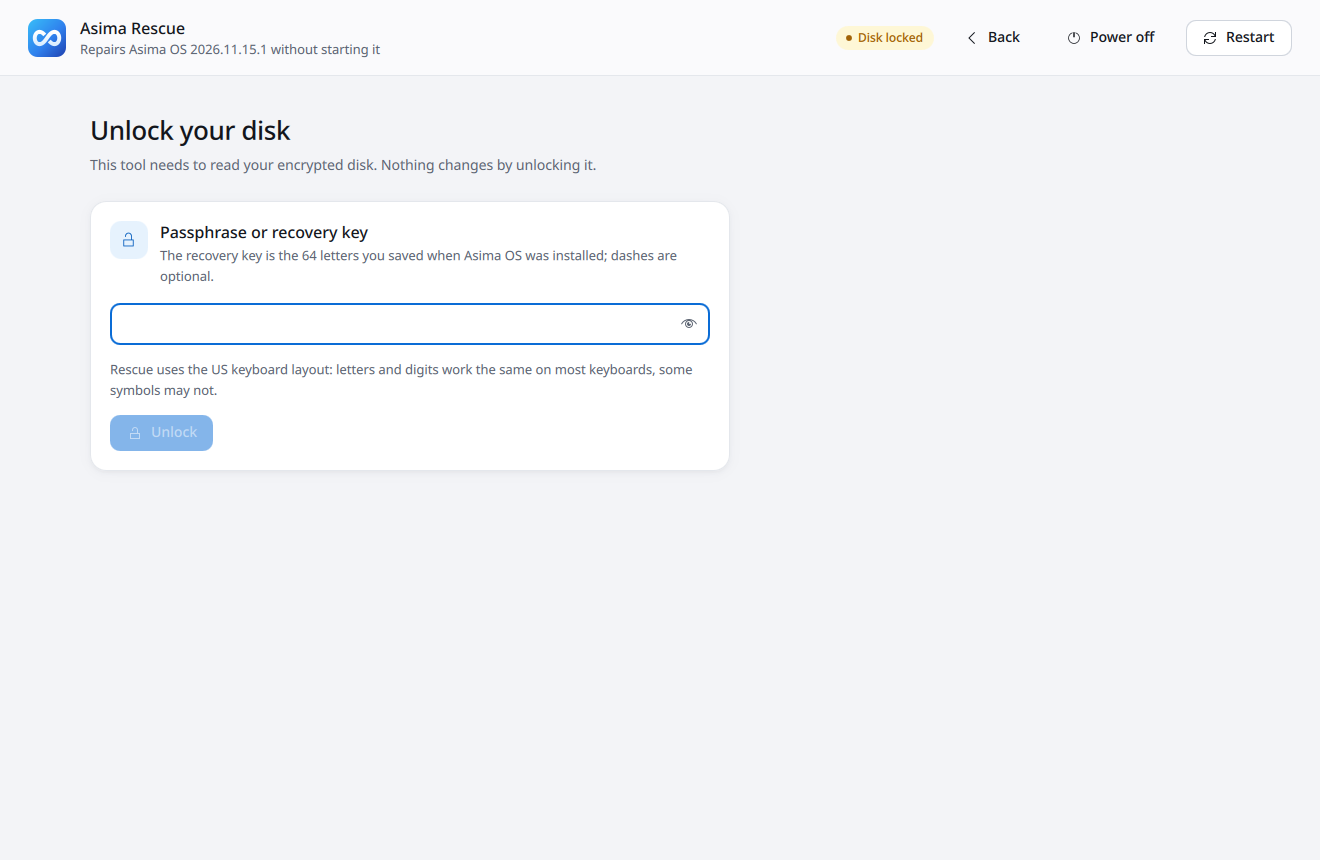 Asima Rescue
Repairs Asima OS 2026.11.15.1 without starting it
Disk locked
Back
Power off
Restart
Unlock your disk
This tool needs to read your encrypted disk. Nothing changes by unlocking it.
Passphrase or recovery key
The recovery key is the 64 letters you saved when Asima OS was installed; dashes are
optional.
Rescue uses the US keyboard layout: letters and digits work the same on most keyboards, some
symbols may not.
Unlock